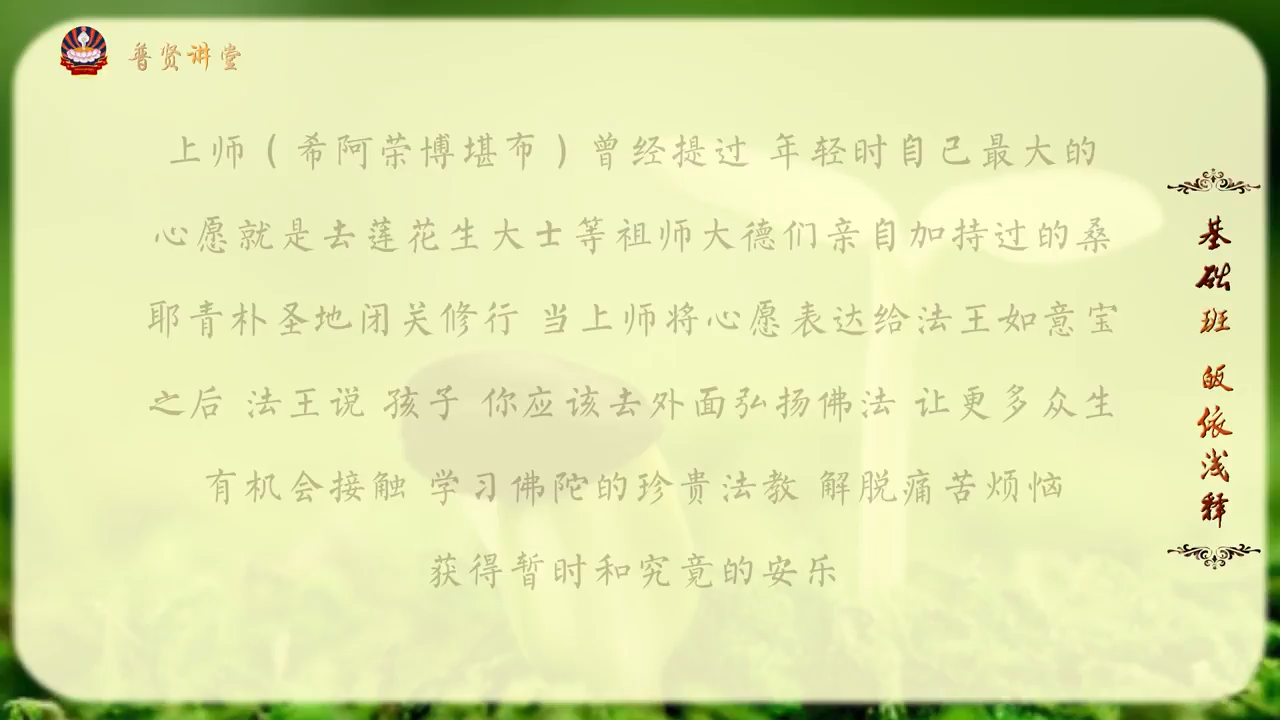 普贤讲堂
上师（希阿荣博堪布）曾经提过 年轻时自己最大的
心愿就是去莲花生大士等祖师大德们亲自加持过的桑
耶青朴圣地闭关修行 当上师将心愿表达给法王如意宝
之后 法王说 孩子 你应该去外面弘扬佛法 让更多众生
有机会接触 学习佛陀的珍贵法教 解脱痛苦烦恼
获得暂时和究竟的安乐
基础班 皈依浅释